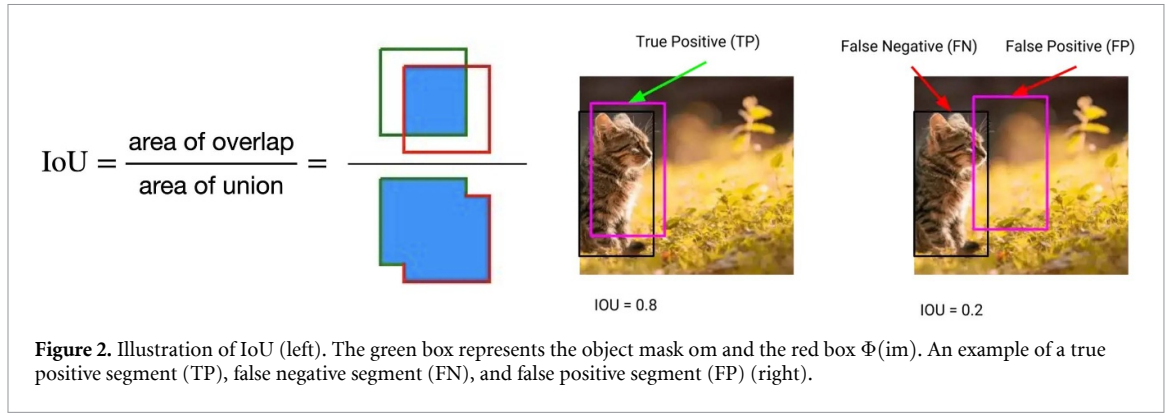 IoU = area of overlap / area of union =
True Positive (TP)
IOU = 0.8
False Negative (FN) False Positive (FP)
IOU = 0.2
Figure 2. Illustration of IoU (left). The green box represents the object mask om and the red box Φ(im). An example of a true
positive segment (TP), false negative segment (FN), and false positive segment (FP) (right).